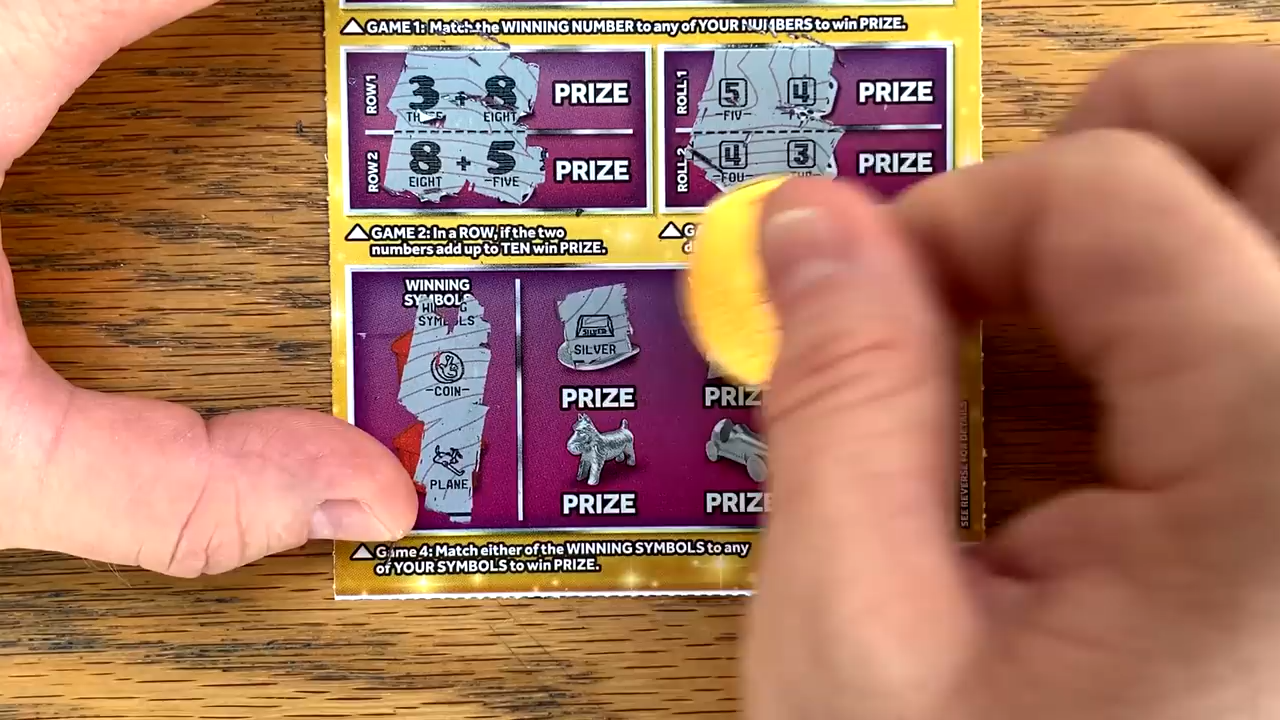 GAME 1: Match the WINNING NUMBER to any of YOUR NUMBERS to win PRIZE.
ROW 1
3 + 8
EIGHT
PRIZE
ROW 2
8 + 5
EIGHT
FIVE
PRIZE
ROLL 1
5 4
FIV
PRIZE
ROLL 2
4 3
FOU
PRIZE
GAME 2: In a ROW, if the two
numbers add up to TEN win PRIZE.
WINNING
SYMBOLS
COIN
PLANE
SILVER
SILVER
PRIZE
PRIZ
PRIZE
PRIZE
Game 4: Match either of the WINNING SYMBOLS to any
of YOUR SYMBOLS to win PRIZE.
SEE REVERSE FOR DETAILS